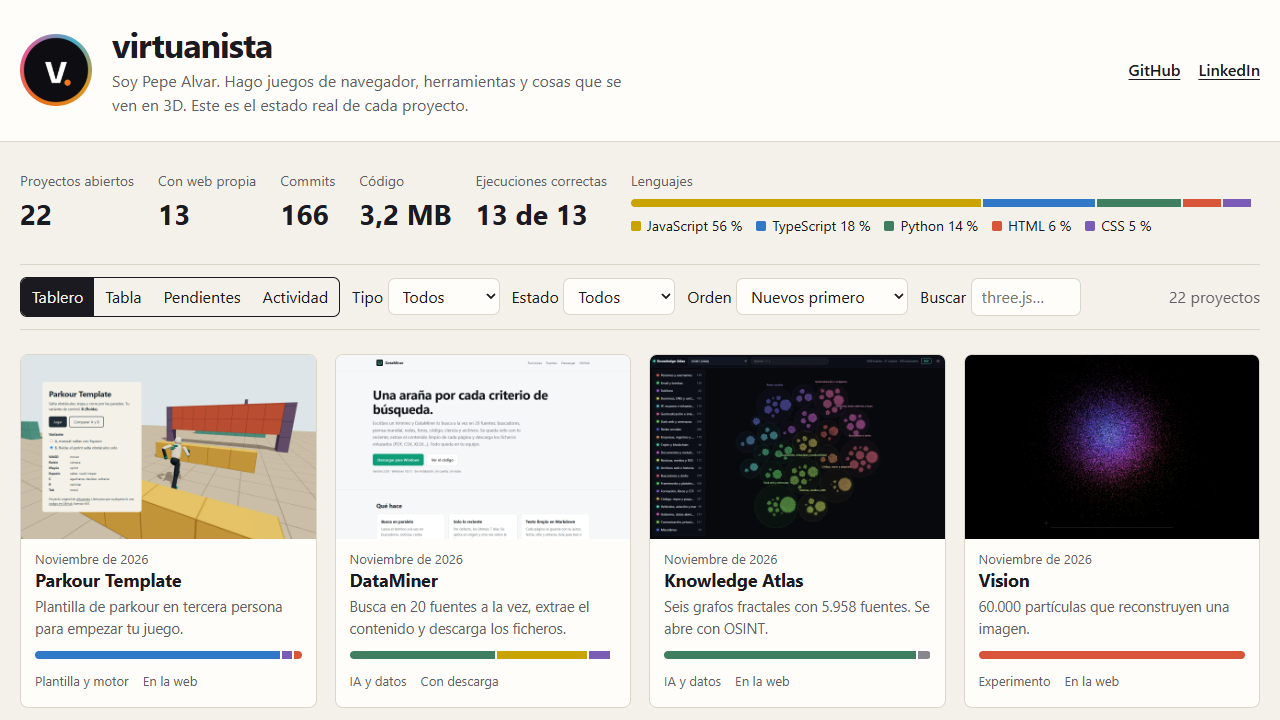 V.
virtuanista
Soy Pepe Alvar. Hago juegos de navegador, herramientas y cosas que se
ven en 3D. Este es el estado real de cada proyecto.
GitHub LinkedIn
Proyectos abiertos
22
Con web propia
13
Commits
166
Código
3,2 MB
Ejecuciones correctas
13 de 13
Lenguajes
JavaScript 56 % TypeScript 18 % Python 14 % HTML 6 % CSS 5 %
Tablero Tabla Pendientes Actividad Tipo Todos Estado Todos Orden Nuevos primero Buscar three.js... 22 proyectos
Parkour Template
DataMiner
Una araña por cada criterio de
búsqueda.
Descargar para Windows Ver el código
Qué hace
Busca en paralelo Solo lo reciente Texto limpio en Markdown
Knowledge Atlas
Noviembre de 2026
Parkour Template
Plantilla de parkour en tercera persona
para empezar tu juego.
Plantilla y motor En la web
Noviembre de 2026
DataMiner
Busca en 20 fuentes a la vez, extrae el
contenido y descarga los ficheros.
IA y datos Con descarga
Noviembre de 2026
Knowledge Atlas
Seis grafos fractales con 5.958 fuentes. Se
abre con OSINT.
IA y datos En la web
Noviembre de 2026
Vision
60.000 partículas que reconstruyen una
imagen.
Experimento En la web